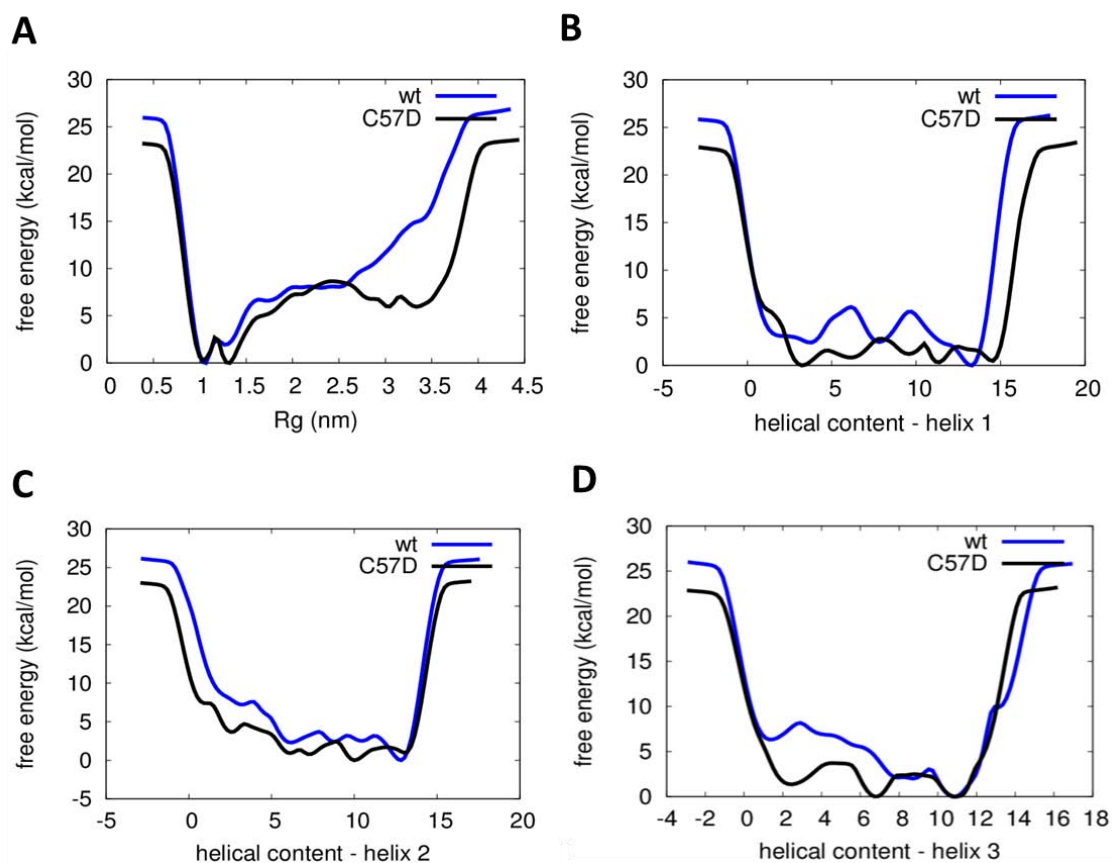 A
30
25
20
15
10
5
0
free energy (kcal/mol)
wt
C57D
0 0.5 1 1.5 2 2.5 3 3.5 4 4.5
Rg (nm)
B
30
25
20
15
10
5
0
free energy (kcal/mol)
wt
C57D
-5 0 5 10 15 20
helical content - helix 1
C
30
25
20
15
10
5
0
-5
free energy (kcal/mol)
wt
C57D
-5 0 5 10 15 20
helical content - helix 2
D
30
25
20
15
10
5
0
free energy (kcal/mol)
wt
C57D
-4 -2 0 2 4 6 8 10 12 14 16 18
helical content - helix 3